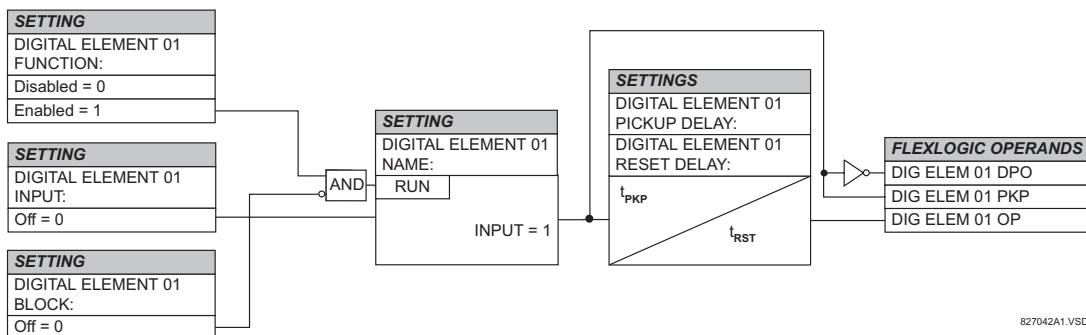 SETTING
DIGITAL ELEMENT 01
FUNCTION:
Disabled = 0
Enabled = 1
SETTING
DIGITAL ELEMENT 01
INPUT:
Off = 0
SETTING
DIGITAL ELEMENT 01
BLOCK:
Off = 0
AND
SETTING
DIGITAL ELEMENT 01
NAME:
RUN
INPUT = 1
SETTINGS
DIGITAL ELEMENT 01
PICKUP DELAY:
DIGITAL ELEMENT 01
RESET DELAY:
tPKP
tRST
FLEXLOGIC OPERANDS
DIG ELEM 01 DPO
DIG ELEM 01 PKP
DIG ELEM 01 OP
827042A1.VSD